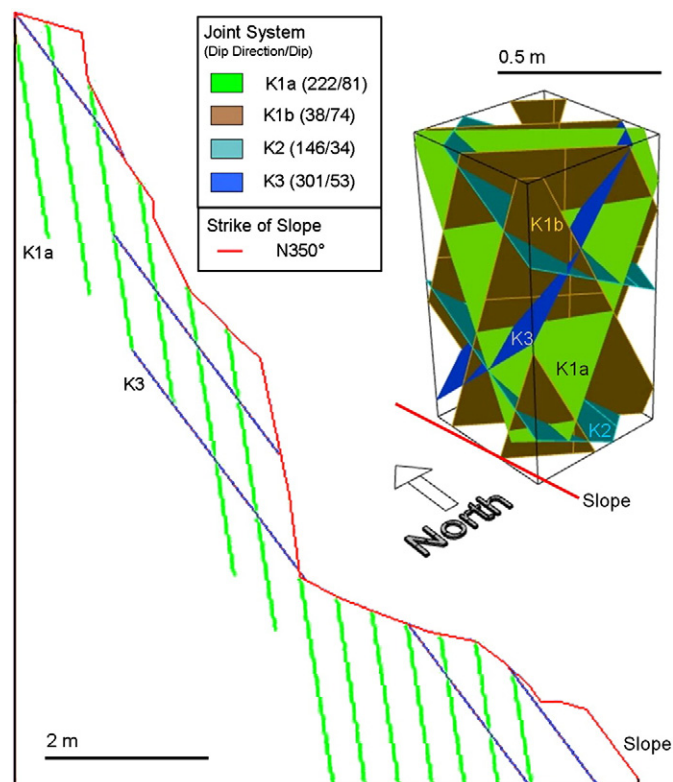 Joint System
(Dip Direction/Dip)
K1a (222/81)
K1b (38/74)
K2 (146/34)
K3 (301/53)
Strike of Slope
N350°
0.5 m
K1b
K3
K1a
K2
Slope
North
K1a
K3
2 m
Slope